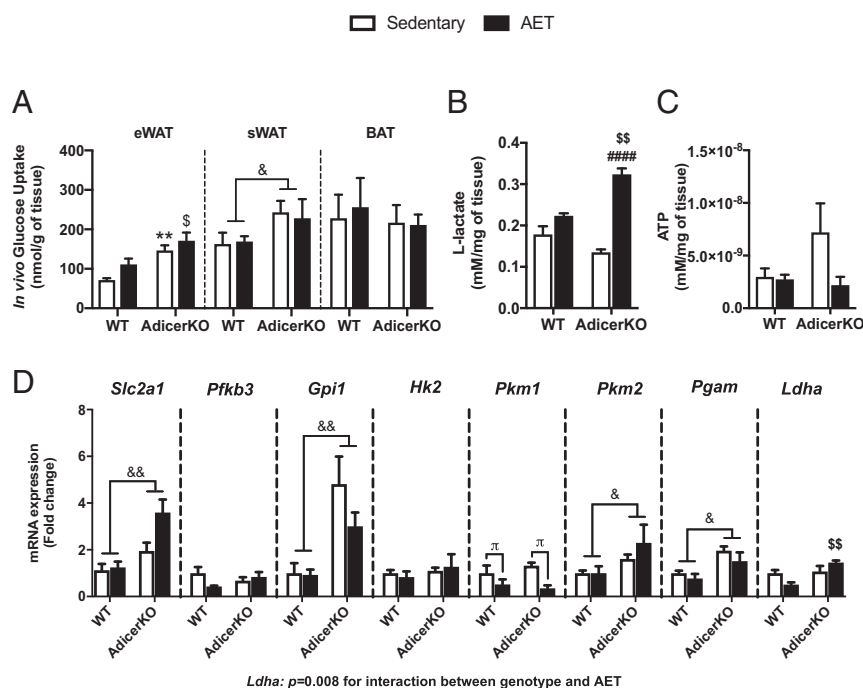 Sedentary AET
A
eWAT sWAT BAT
In vivo Glucose Uptake
(nmol/g of tissue)
400
300
200
100
0
**
$
&
WT AdicerKO WT AdicerKO WT AdicerKO
B
L-lactate
(mM/mg of tissue)
0.4
0.3
0.2
0.1
0.0
$$
####
WT AdicerKO
C
ATP
(mM/mg of tissue)
1.5×10-8
1.0×10-8
5.0×10-9
0.0
WT AdicerKO
D
Slc2a1 Pfkb3 Gpi1 Hk2 Pkm1 Pkm2 Pgam Ldha
mRNA expression
(Fold change)
8
6
4
2
0
&&
&&
π
π
&
&
$$
WT AdicerKO WT AdicerKO WT AdicerKO WT AdicerKO WT AdicerKO WT AdicerKO WT AdicerKO WT AdicerKO
Ldha: p=0.008 for interaction between genotype and AET